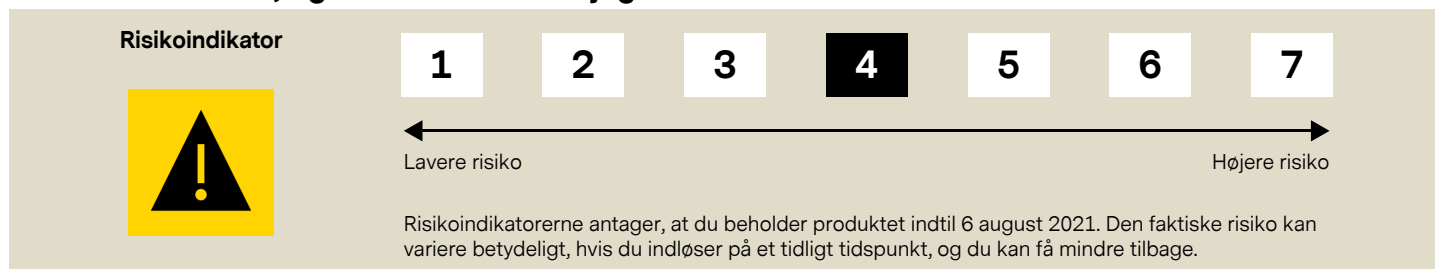 Risikoindikator
1 2 3 4 5 6 7
Lavere risiko Højere risiko
Risikoindikatorerne antager, at du beholder produktet indtil 6 august 2021. Den faktiske risiko kan
variere betydeligt, hvis du indløser på et tidligt tidspunkt, og du kan få mindre tilbage.